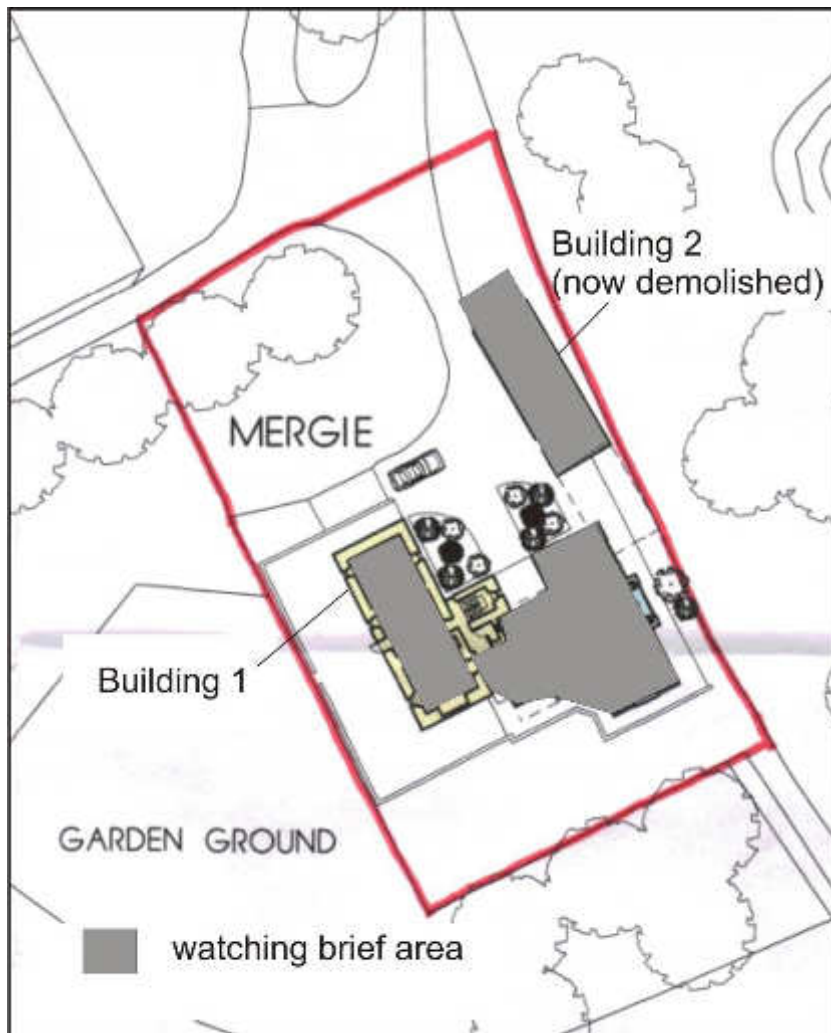 Building 2
(now demolished)
MERGIE
Building 1
GARDEN GROUND
watching brief area